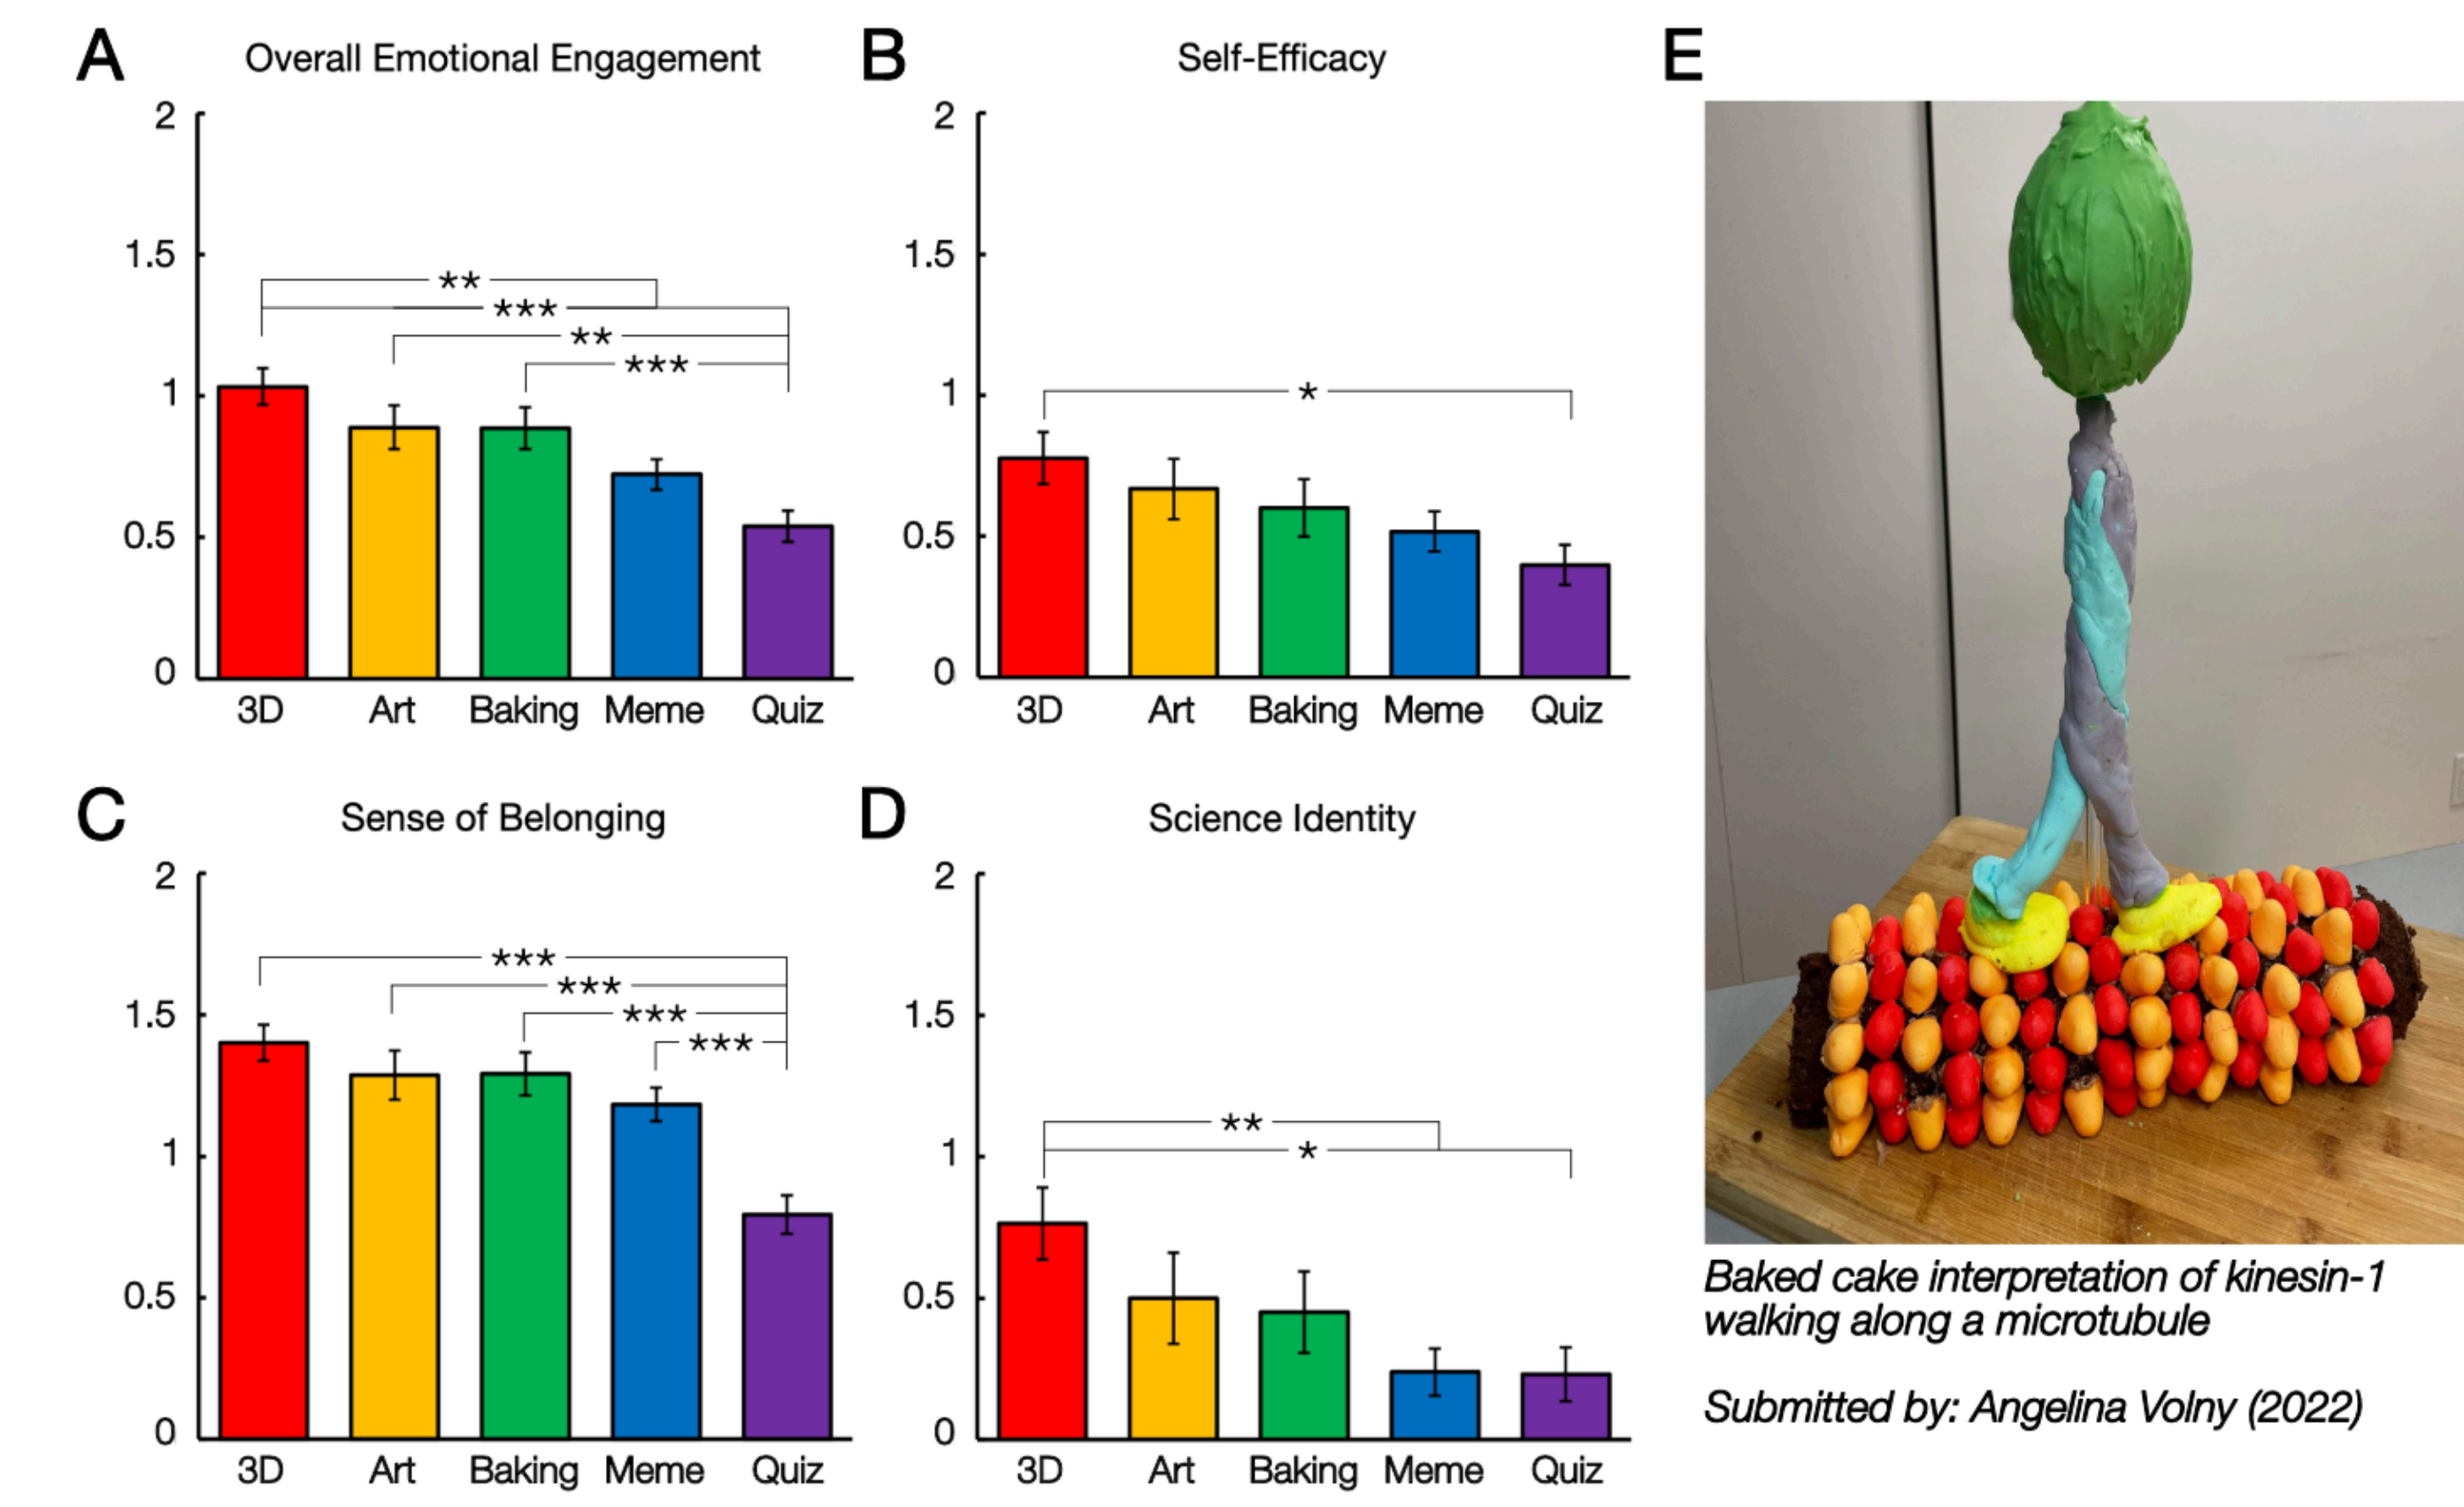 A
Overall Emotional Engagement
2
1.5
1
0.5
0
**
***
**
***
3D Art Baking Meme Quiz
B
Self-Efficacy
2
1.5
1
0.5
0
*
3D Art Baking Meme Quiz
C
Sense of Belonging
2
1.5
1
0.5
0
***
***
***
***
3D Art Baking Meme Quiz
D
Science Identity
2
1.5
1
0.5
0
**
*
3D Art Baking Meme Quiz
E
Baked cake interpretation of kinesin-1
walking along a microtubule
Submitted by: Angelina Volny (2022)